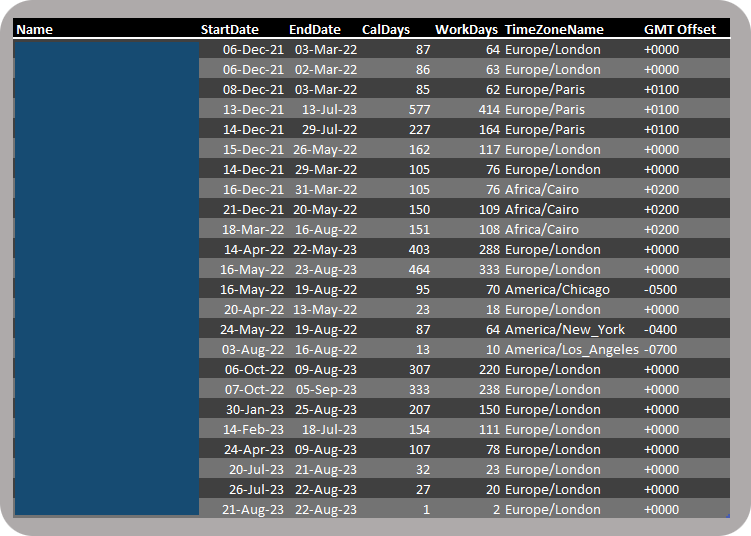 Name StartDate EndDate CalDays WorkDays TimeZoneName GMT Offset
06-Dec-21 03-Mar-22 87 64 Europe/London +0000
06-Dec-21 02-Mar-22 86 63 Europe/London +0000
08-Dec-21 03-Mar-22 85 62 Europe/Paris +0100
13-Dec-21 13-Jul-23 577 414 Europe/Paris +0100
14-Dec-21 29-Jul-22 227 164 Europe/Paris +0100
15-Dec-21 26-May-22 162 117 Europe/London +0000
14-Dec-21 29-Mar-22 105 76 Europe/London +0000
16-Dec-21 31-Mar-22 105 76 Africa/Cairo +0200
21-Dec-21 20-May-22 150 109 Africa/Cairo +0200
18-Mar-22 16-Aug-22 151 108 Africa/Cairo +0200
14-Apr-22 22-May-23 403 288 Europe/London +0000
16-May-22 23-Aug-23 464 333 Europe/London +0000
16-May-22 19-Aug-22 95 70 America/Chicago -0500
20-Apr-22 13-May-22 23 18 Europe/London +0000
24-May-22 19-Aug-22 87 64 America/New_York -0400
03-Aug-22 16-Aug-22 13 10 America/Los_Angeles -0700
06-Oct-22 09-Aug-23 307 220 Europe/London +0000
07-Oct-22 05-Sep-23 333 238 Europe/London +0000
30-Jan-23 25-Aug-23 207 150 Europe/London +0000
14-Feb-23 18-Jul-23 154 111 Europe/London +0000
24-Apr-23 09-Aug-23 107 78 Europe/London +0000
20-Jul-23 21-Aug-23 32 23 Europe/London +0000
26-Jul-23 22-Aug-23 27 20 Europe/London +0000
21-Aug-23 22-Aug-23 1 2 Europe/London +0000